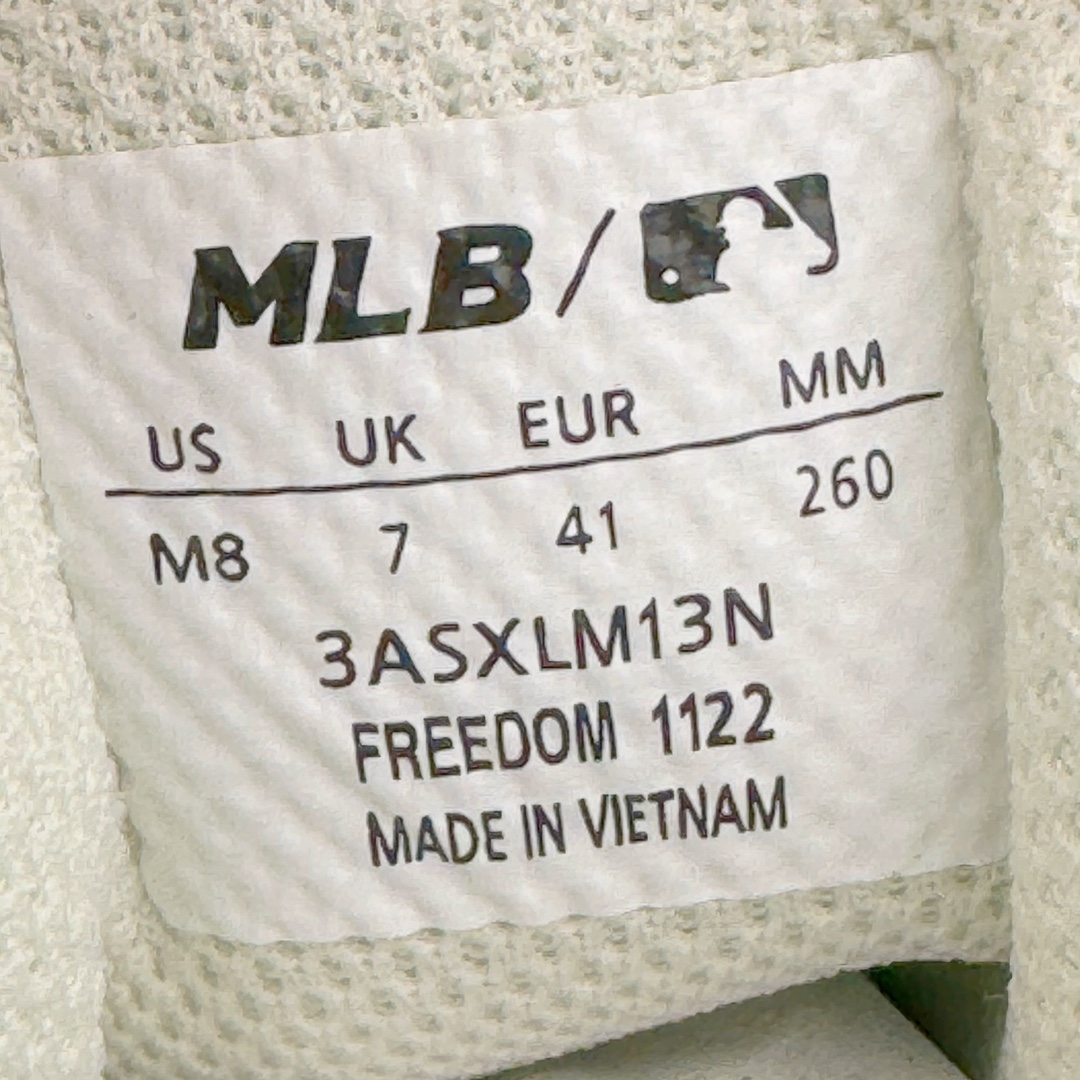 MLB/
US UK EUR MM
M8 7 41 260
3ASXLM13N
FREEDOM 1122
MADE IN VIETNAM